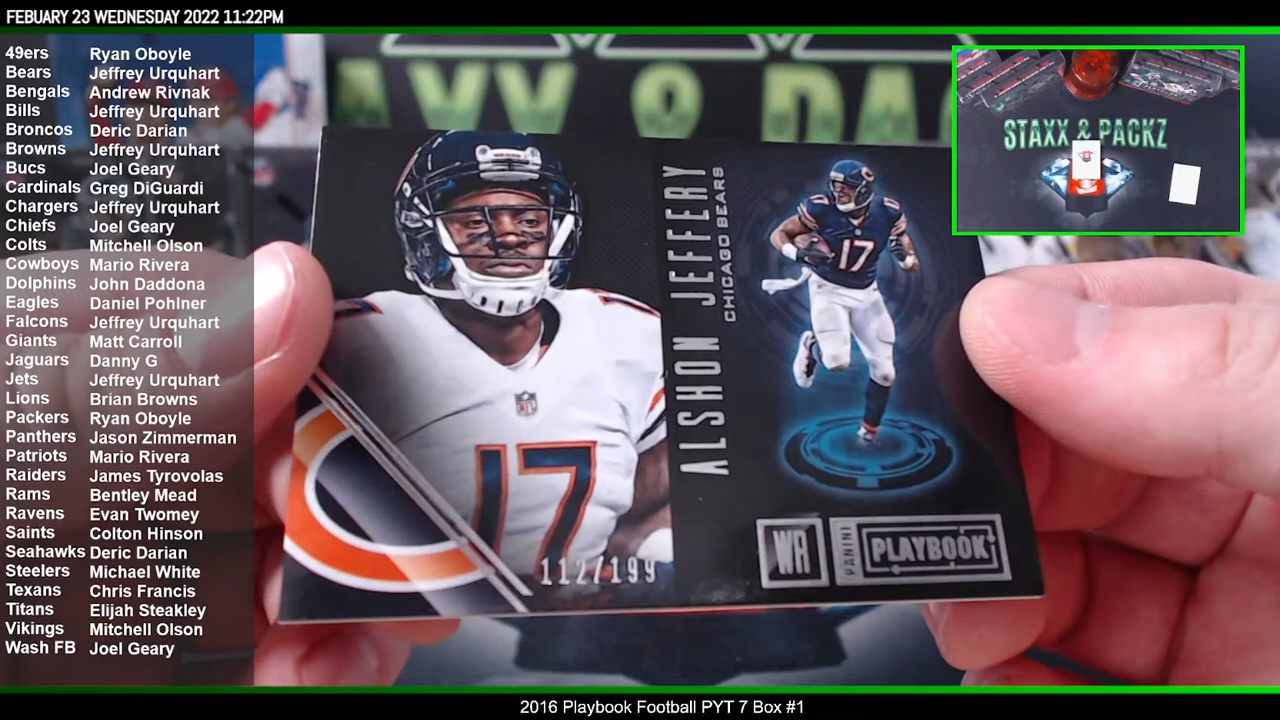 FEBUARY 23 WEDNESDAY 2022 11:22PM
49ers Ryan Oboyle
Bears Jeffrey Urquhart
Bengals Andrew Rivnak
Bills Jeffrey Urquhart
Broncos Deric Darian
Browns Jeffrey Urquhart
Bucs Joel Geary
Cardinals Greg DiGuardi
Chargers Jeffrey Urquhart
Chiefs Joel Geary
Colts Mitchell Olson
Cowboys Mario Rivera
Dolphins John Daddona
Eagles Daniel Pohlner
Falcons Jeffrey Urquhart
Giants Matt Carroll
Jaguars Danny G
Jets Jeffrey Urquhart
Lions Brian Browns
Packers Ryan Oboyle
Panthers Jason Zimmerman
Patriots Mario Rivera
Raiders James Tyrovolas
Rams Bentley Mead
Ravens Evan Twomey
Saints Colton Hinson
Seahawks Deric Darian
Steelers Michael White
Texans Chris Francis
Titans Elijah Steakley
Vikings Mitchell Olson
Wash FB Joel Geary
STAXX & PACKZ
NFL
17
112/199
ALSHON JEFFERY
CHICAGO BEARS
17
WR
PANINI
PLAYBOOK
2016 Playbook Football PYT 7 Box #1